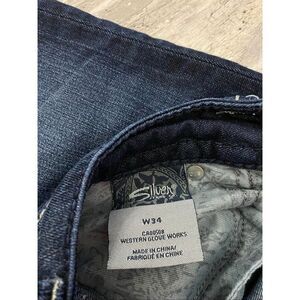 Silver
W34
CA00508
WESTERN GLOVE WORKS
MADE IN CHINA/
FABRIQUÉ EN CHINE